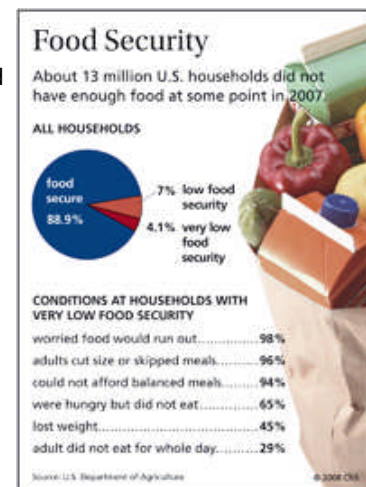 Food Security
About 13 million U.S. households did not
have enough food at some point in 2007.
ALL HOUSEHOLDS
food
secure
88.9%
7% low food
security
4.1% very low
food
security
CONDITIONS AT HOUSEHOLDS WITH
VERY LOW FOOD SECURITY
worried food would run out..............98%
adults cut size or skipped meals..........96%
could not afford balanced meals........94%
were hungry but did not eat.............65%
lost weight.................................45%
adult did not eat for whole day..........29%
Source: U.S. Department of Agriculture
© 2008 CNS